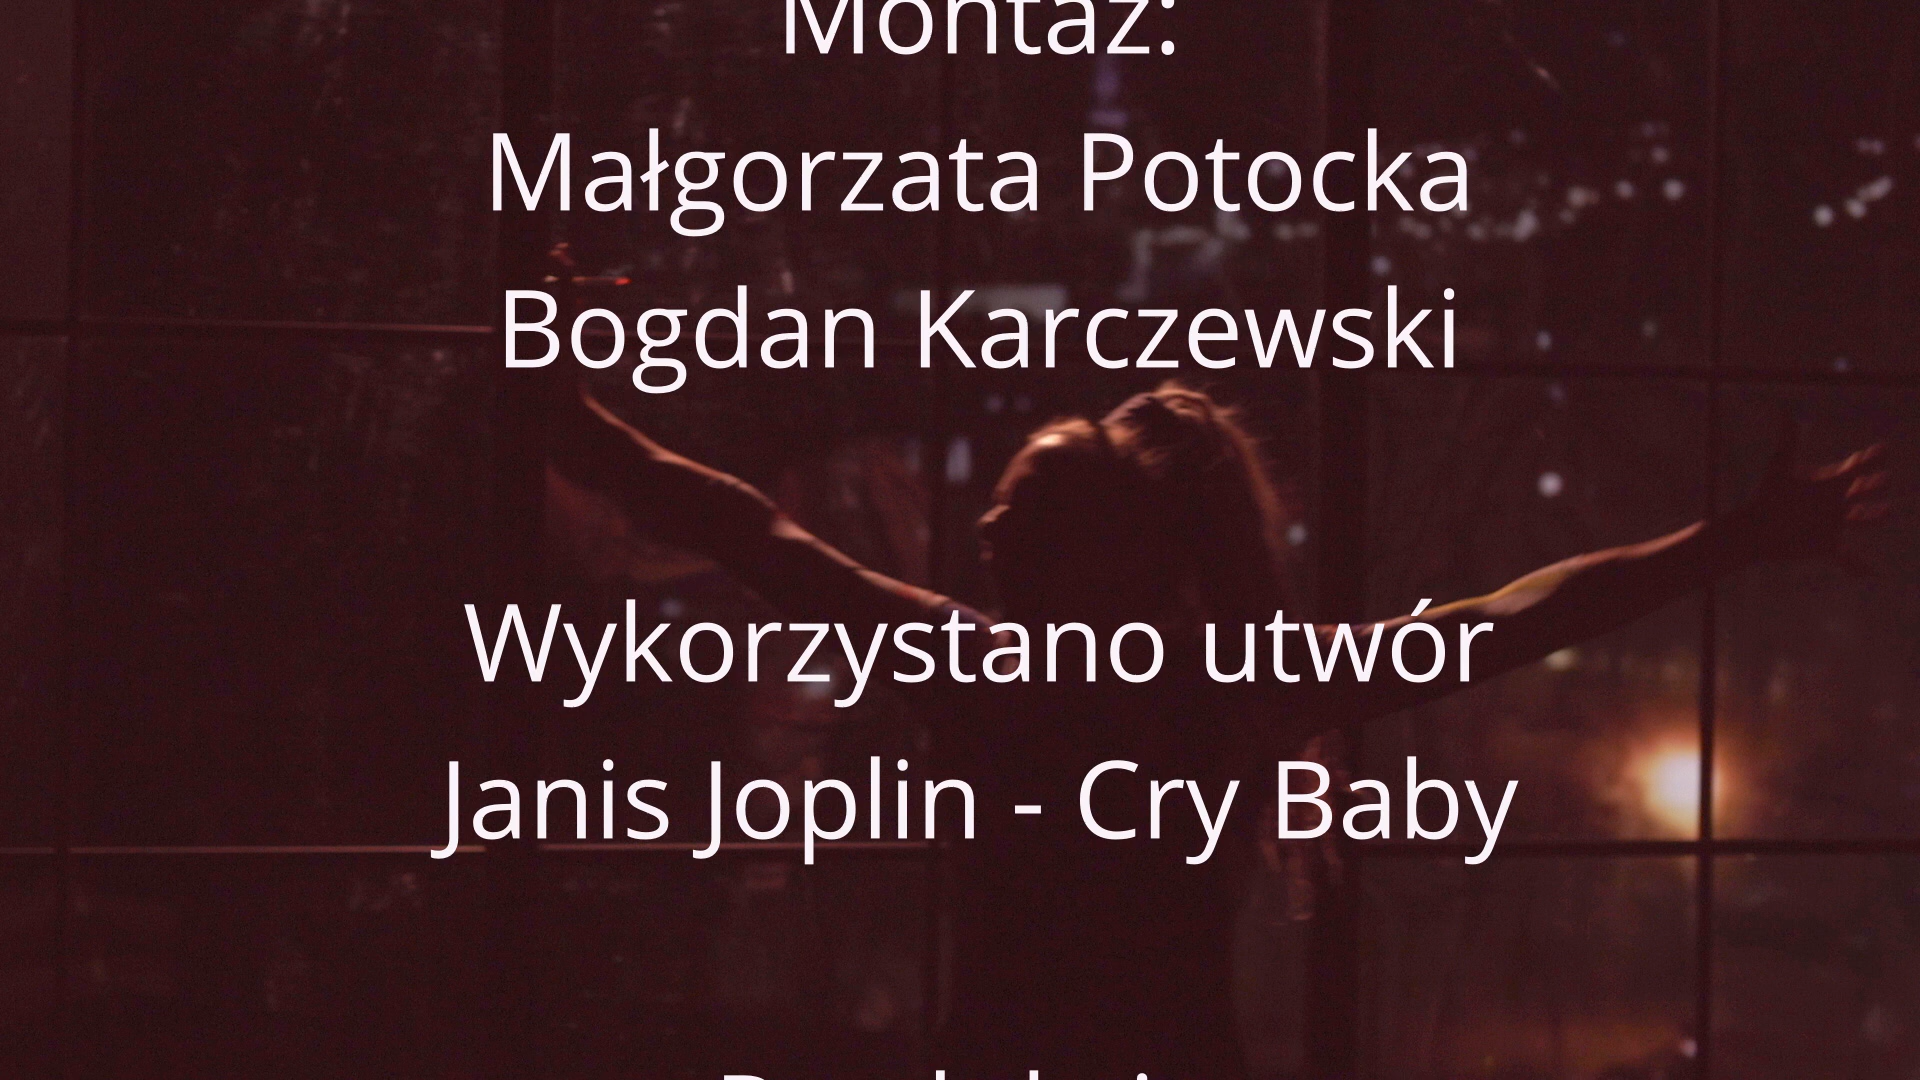 Montaż:
Małgorzata Potocka
Bogdan Karczewski
Wykorzystano utwór
Janis Joplin - Cry Baby